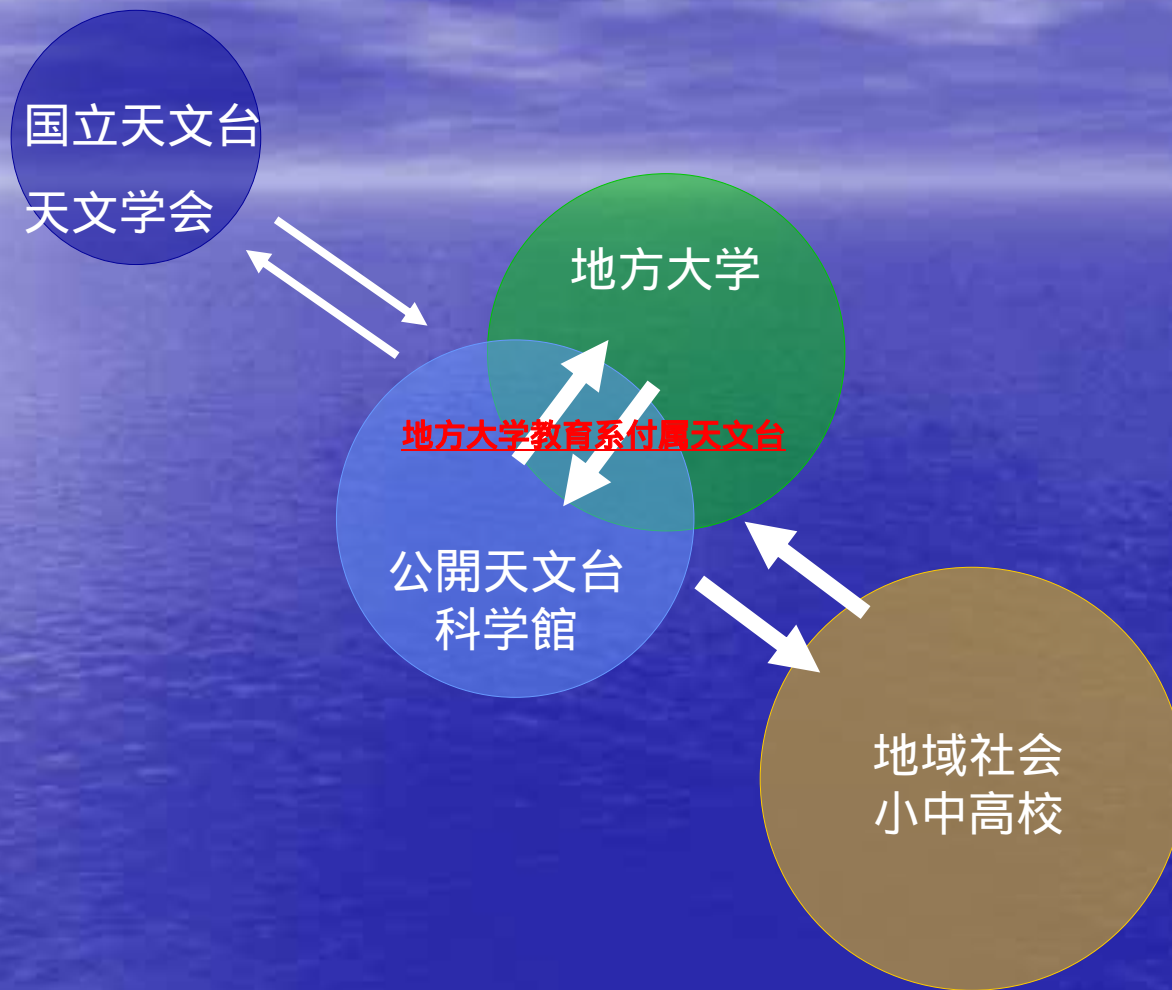 国立天文台
天文学会
地方大学
地方大学教育系付属天文台
公開天文台
科学館
地域社会
小中高校